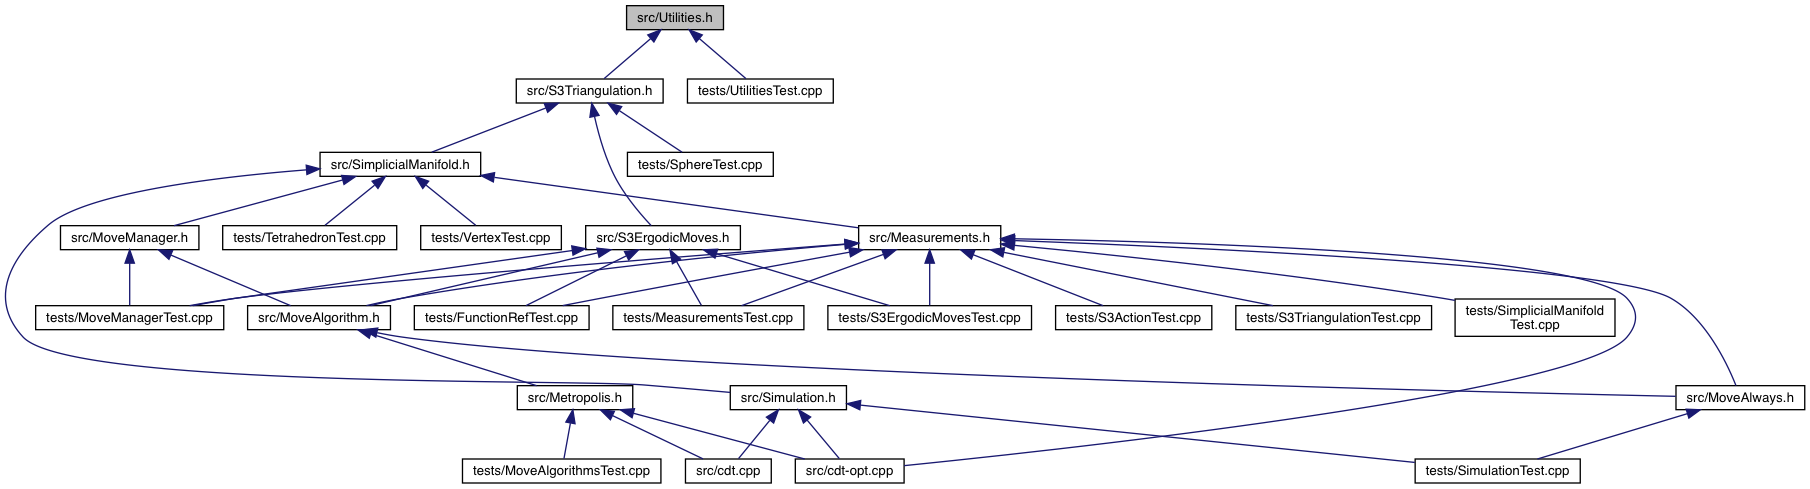 src/Utilities.h
src/S3Triangulation.h
tests/UtilitiesTest.cpp
src/SimplicialManifold.h
tests/SphereTest.cpp
src/MoveManager.h
tests/TetrahedronTest.cpp
tests/VertexTest.cpp
src/S3ErgodicMoves.h
src/Measurements.h
tests/MoveManagerTest.cpp
src/MoveAlgorithm.h
tests/FunctionRefTest.cpp
tests/MeasurementsTest.cpp
tests/S3ErgodicMovesTest.cpp
tests/S3ActionTest.cpp
tests/S3TriangulationTest.cpp
tests/SimplicialManifold
Test.cpp
src/Metropolis.h
src/Simulation.h
src/MoveAlways.h
tests/MoveAlgorithmsTest.cpp
src/cdt.cpp
src/cdt-opt.cpp
tests/SimulationTest.cpp